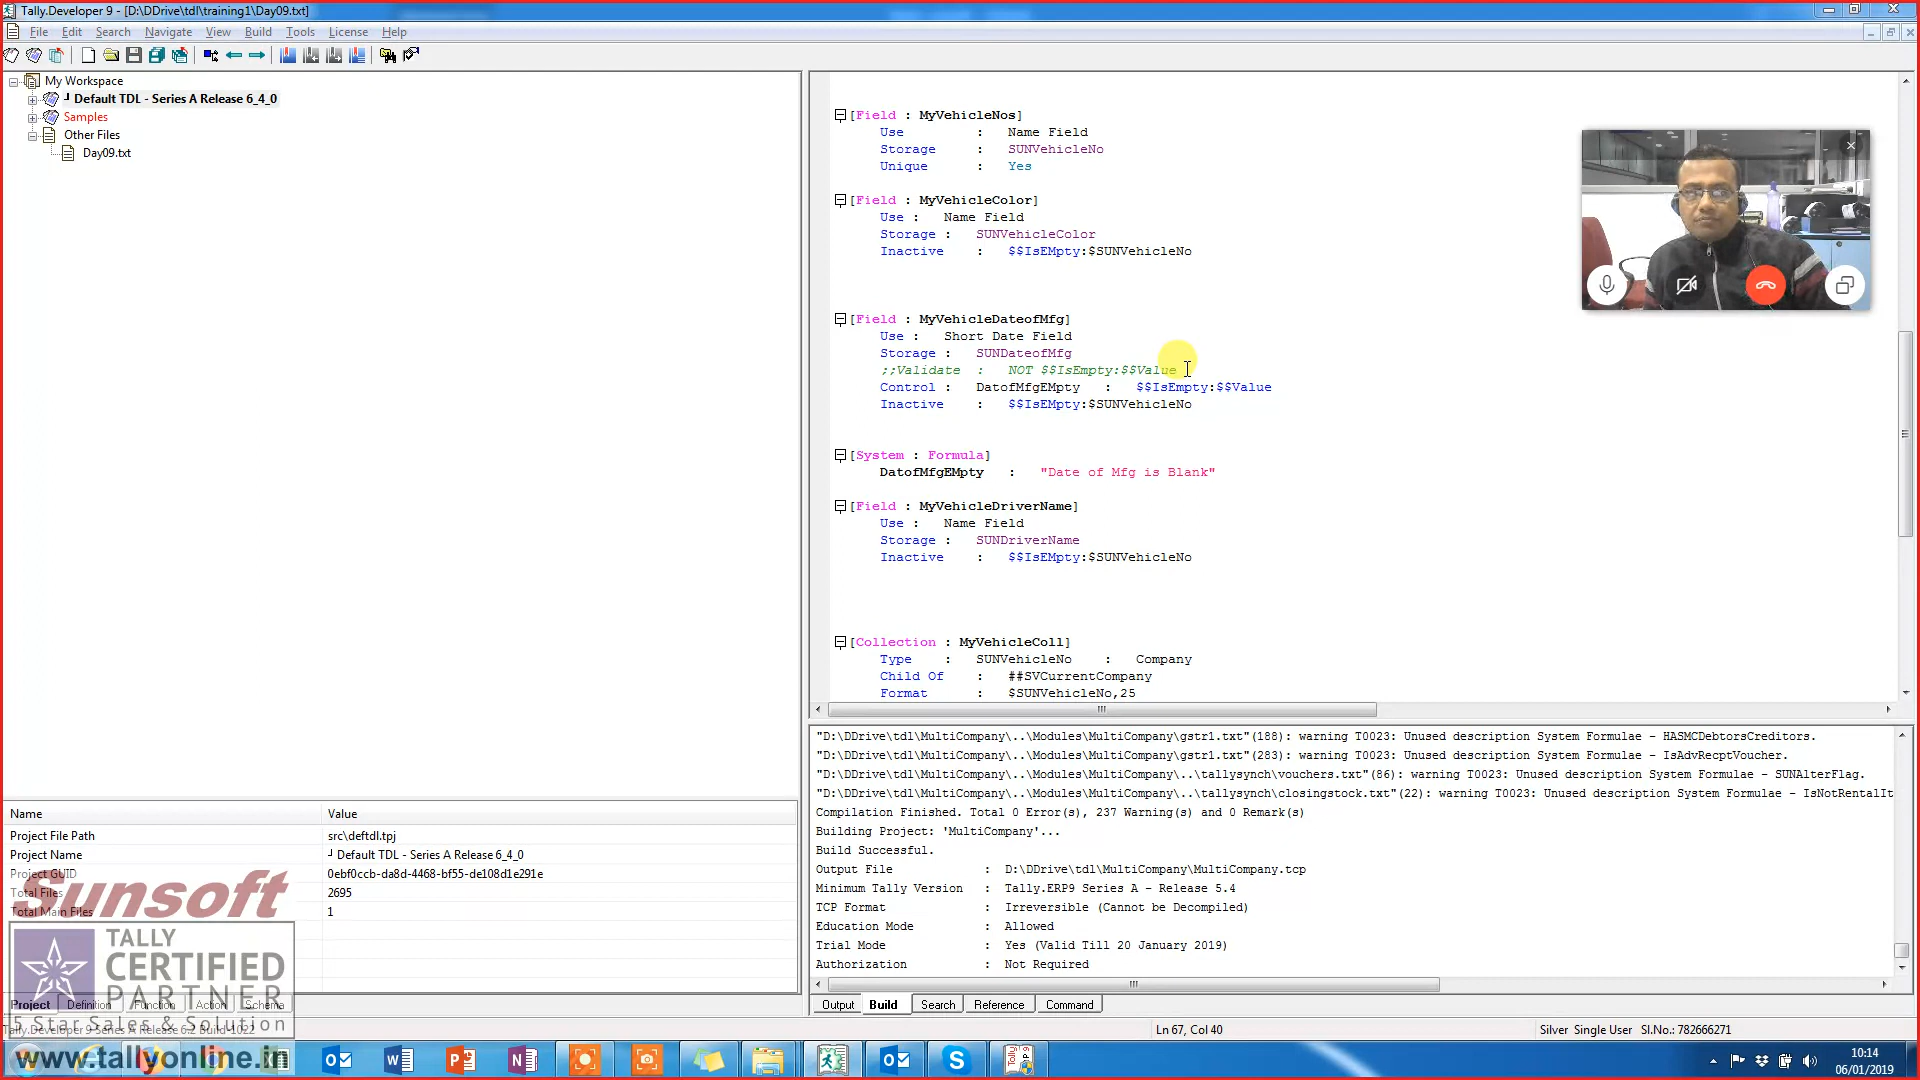 Tally.Developer 9 - [D:\DDrive\tdl\training1\Day09.txt]
File Edit Search Navigate View Build Tools License Help
My Workspace
Default TDL - Series A Release 6_4_0
Samples
Other Files
Day09.txt
[Field : MyVehicleNos]
Use : Name Field
Storage : SUNVehicleNo
Unique : Yes
[Field : MyVehicleColor]
Use : Name Field
Storage : SUNVehicleColor
Inactive : $$IsEMpty:$SUNVehicleNo
[Field : MyVehicleDateofMfg]
Use : Short Date Field
Storage : SUNDateofMfg
;;Validate : NOT $$IsEmpty:$$Value
Control : DatofMfgEMpty : $$IsEmpty:$$Value
Inactive : $$IsEMpty:$SUNVehicleNo
[System : Formula]
DatofMfgEMpty : "Date of Mfg is Blank"
[Field : MyVehicleDriverName]
Use : Name Field
Storage : SUNDriverName
Inactive : $$IsEMpty:$SUNVehicleNo
[Collection : MyVehicleColl]
Type : SUNVehicleNo : Company
Child Of : ##SVCurrentCompany
Format : $SUNVehicleNo,25
Name Value
Project File Path src\deftdl.tpj
Project Name ┘ Default TDL - Series A Release 6_4_0
Project GUID 0ebf0ccb-da8d-4468-bf55-de108d1e291e
Total Files 2695
Total Main Files 1
Project Definition Function Action Schema
"D:\DDrive\tdl\MultiCompany\..\Modules\MultiCompany\gstr1.txt"(188): warning T0023: Unused description System Formulae - HASMCDebtorsCreditors.
"D:\DDrive\tdl\MultiCompany\..\Modules\MultiCompany\gstr1.txt"(283): warning T0023: Unused description System Formulae - IsAdvRecptVoucher.
"D:\DDrive\tdl\MultiCompany\..\Modules\MultiCompany\..\tallysynch\vouchers.txt"(86): warning T0023: Unused description System Formulae - SUNAlterFlag.
"D:\DDrive\tdl\MultiCompany\..\Modules\MultiCompany\..\tallysynch\closingstock.txt"(22): warning T0023: Unused description System Formulae - IsNotRentalIt
Compilation Finished. Total 0 Error(s), 237 Warning(s) and 0 Remark(s)
Building Project: 'MultiCompany'...
Build Successful.
Output File : D:\DDrive\tdl\MultiCompany\MultiCompany.tcp
Minimum Tally Version : Tally.ERP9 Series A - Release 5.4
TCP Format : Irreversible (Cannot be Decompiled)
Education Mode : Allowed
Trial Mode : Yes (Valid Till 20 January 2019)
Authorization : Not Required
Output Build Search Reference Command
Tally.Developer 9 Series A Release 6.2 Build-1022
Ln 67, Col 40
Silver Single User Sl.No.: 782666271
Sunsoft
TALLY
CERTIFIED
PARTNER
5 Star Sales & Solution
www.tallyonline.in
10:14
06/01/2019